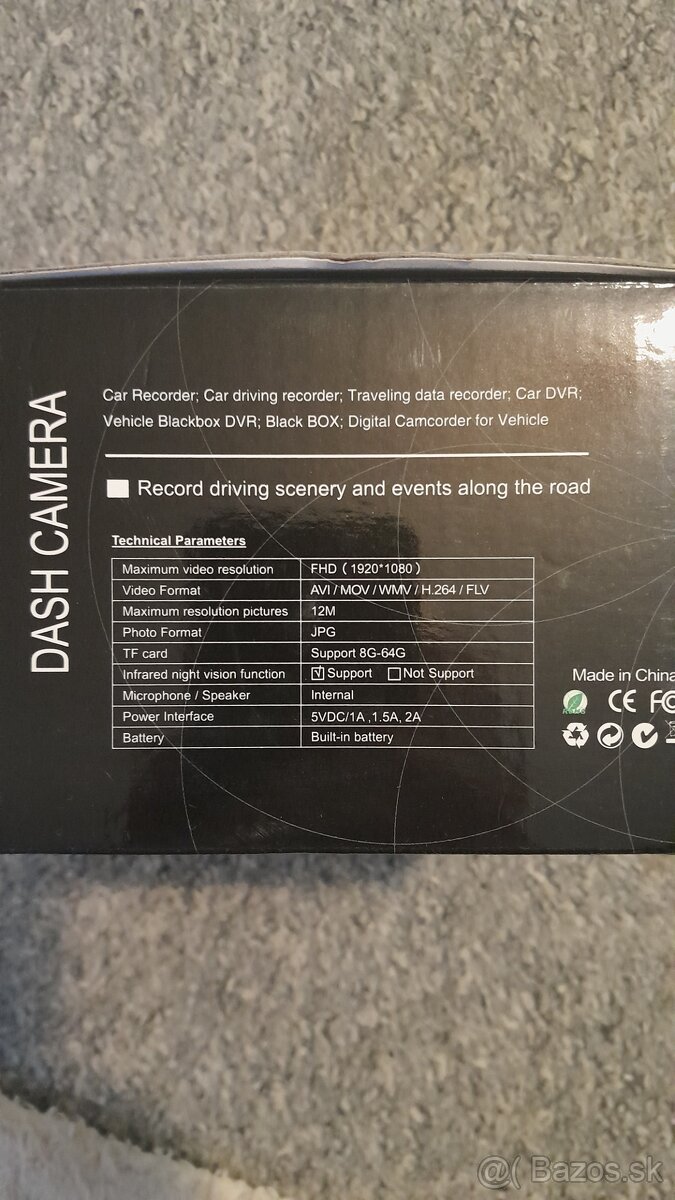 DASH CAMERA
Car Recorder; Car driving recorder; Traveling data recorder; Car DVR;
Vehicle Blackbox DVR; Black BOX; Digital Camcorder for Vehicle
Record driving scenery and events along the road
Technical Parameters
Maximum video resolution FHD ( 1920*1080 )
Video Format AVI / MOV / WMV / H.264 / FLV
Maximum resolution pictures 12M
Photo Format JPG
TF card Support 8G-64G
Infrared night vision function ☑ Support ☐ Not Support
Microphone / Speaker Internal
Power Interface 5VDC/1A ,1.5A, 2A
Battery Built-in battery
Made in China
CE FC
@( Bazos.sk